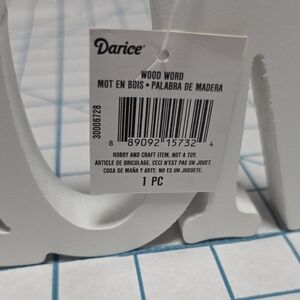 Darice®
WOOD WORD
MOT EN BOIS • PALABRA DE MADERA
30006728
8 89092 15732 4
HOBBY AND CRAFT ITEM, NOT A TOY.
ARTICLE DE BRICOLAGE. CECI N'EST PAS UN JOUET.
COSA DE MAÑA Y ARTE, NO ES UN JUGUETE.
1 PC